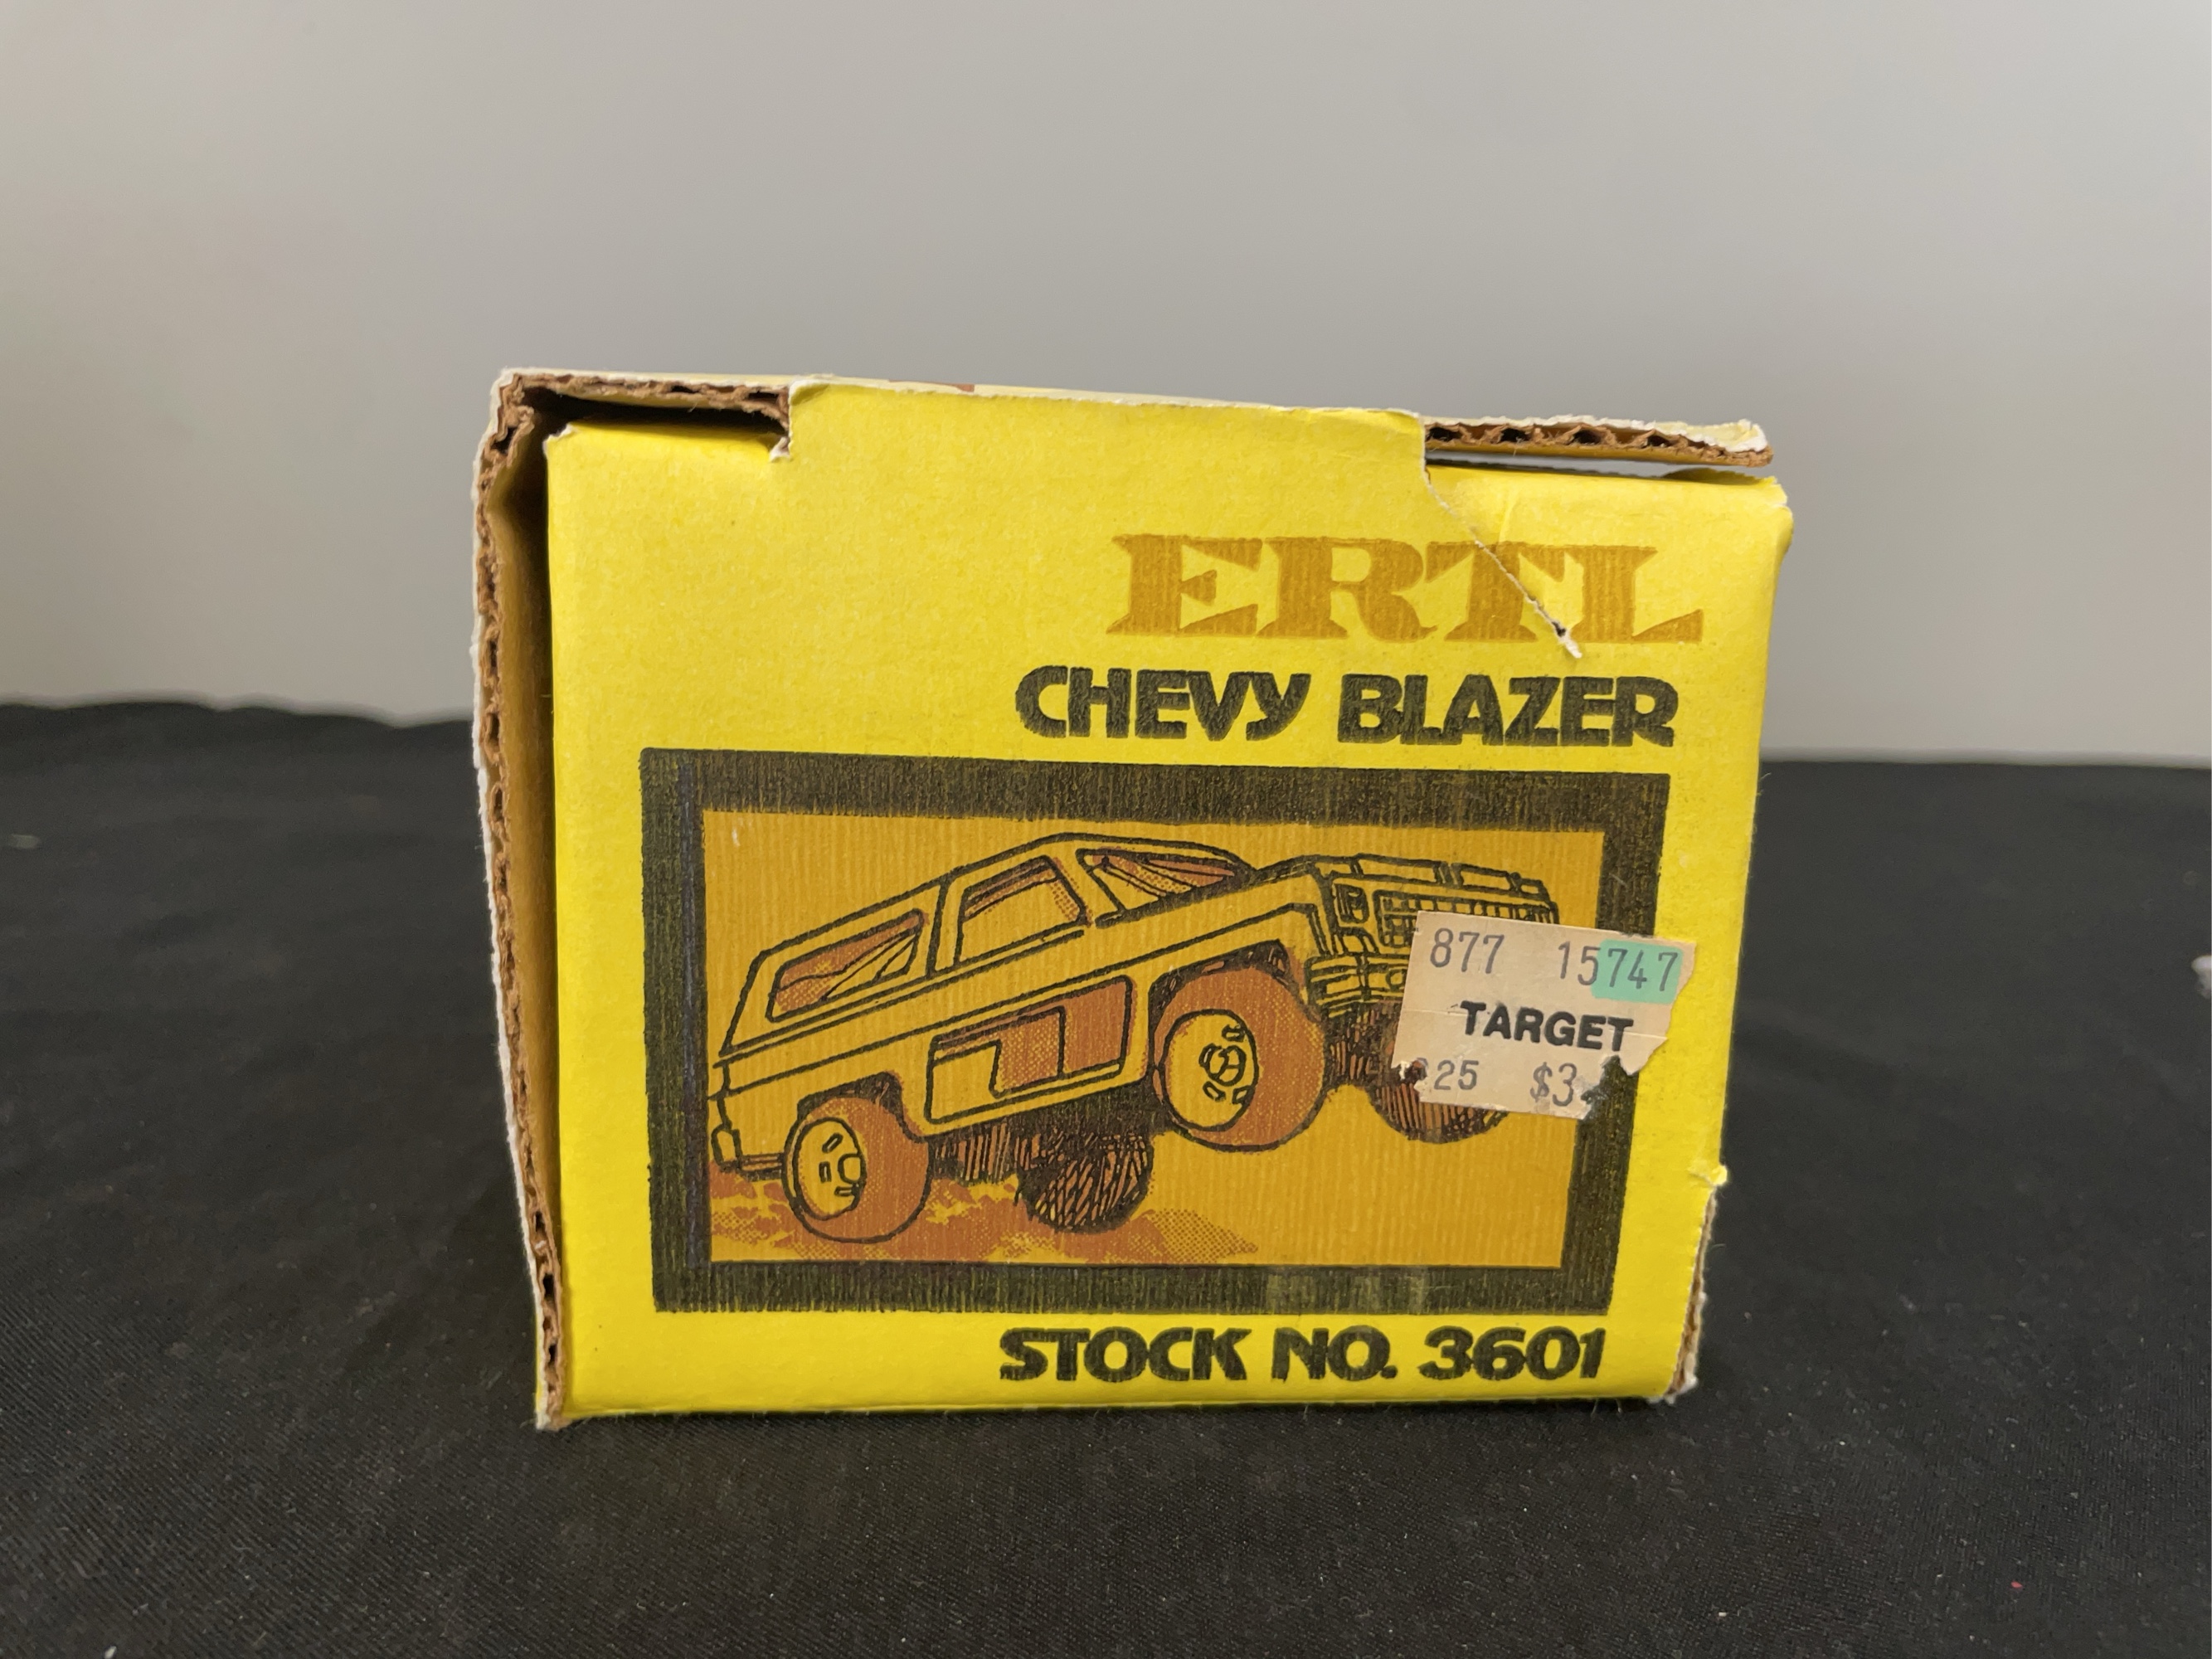 ERTL
CHEVY BLAZER
877 15747
TARGET
25 $3
STOCK NO. 3601